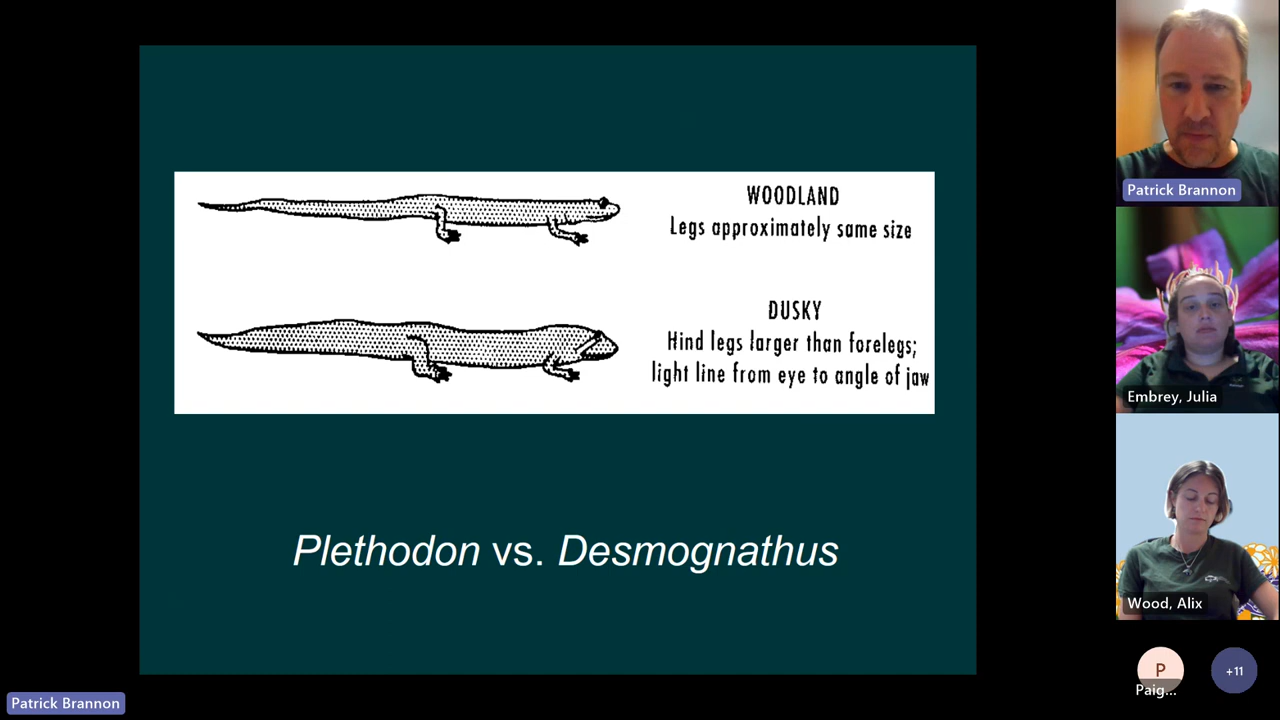 WOODLAND
Legs approximately same size
DUSKY
Hind legs larger than forelegs;
light line from eye to angle of jaw
Plethodon vs. Desmognathus
Patrick Brannon
Patrick Brannon
Embrey, Julia
Wood, Alix
P
Paig...
+11